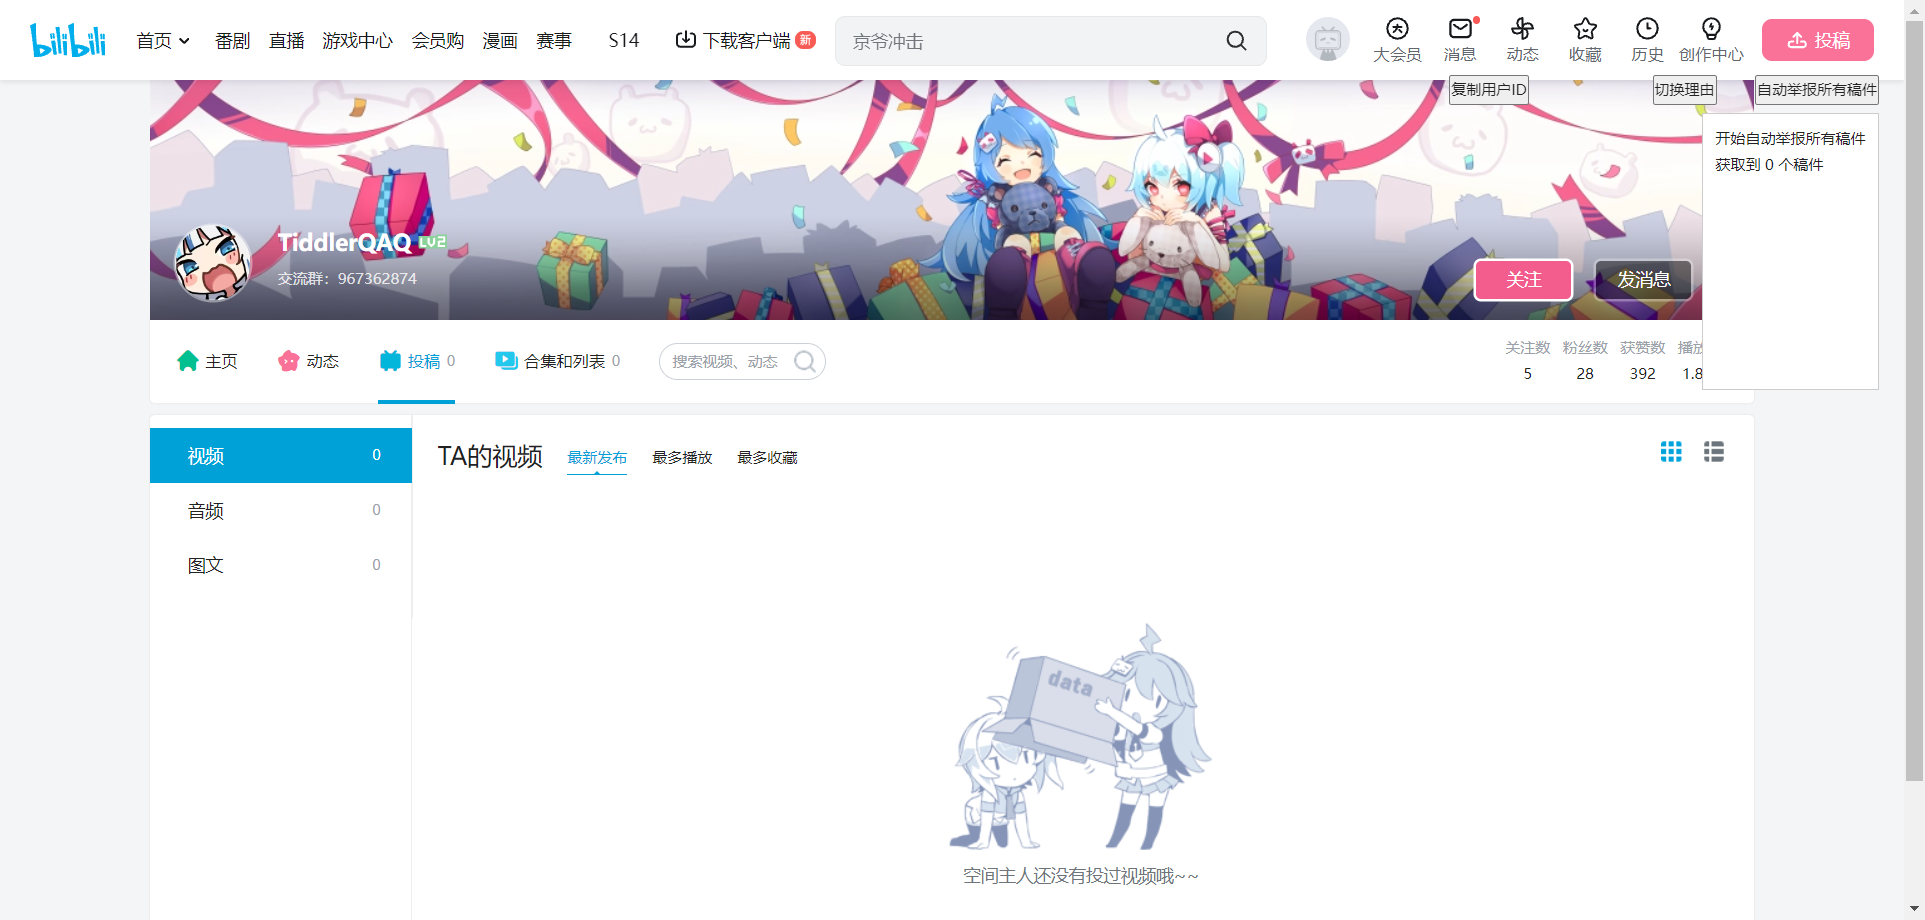 bilibili 首页 番剧 直播 游戏中心 会员购 漫画 赛事 S14 下载客户端 新 京爷冲击 大会员 消息 动态 收藏 历史 创作中心 投稿
复制用户ID 切换理由 自动举报所有稿件
开始自动举报所有稿件
获取到 0 个稿件
TiddlerQAQ LV2
交流群：967362874
关注 发消息
主页 动态 投稿 0 合集和列表 0 搜索视频、动态
关注数 粉丝数 获赞数 播放
5 28 392 1.8
视频 0
音频 0
图文 0
TA的视频 最新发布 最多播放 最多收藏
data
空间主人还没有投过视频哦~~